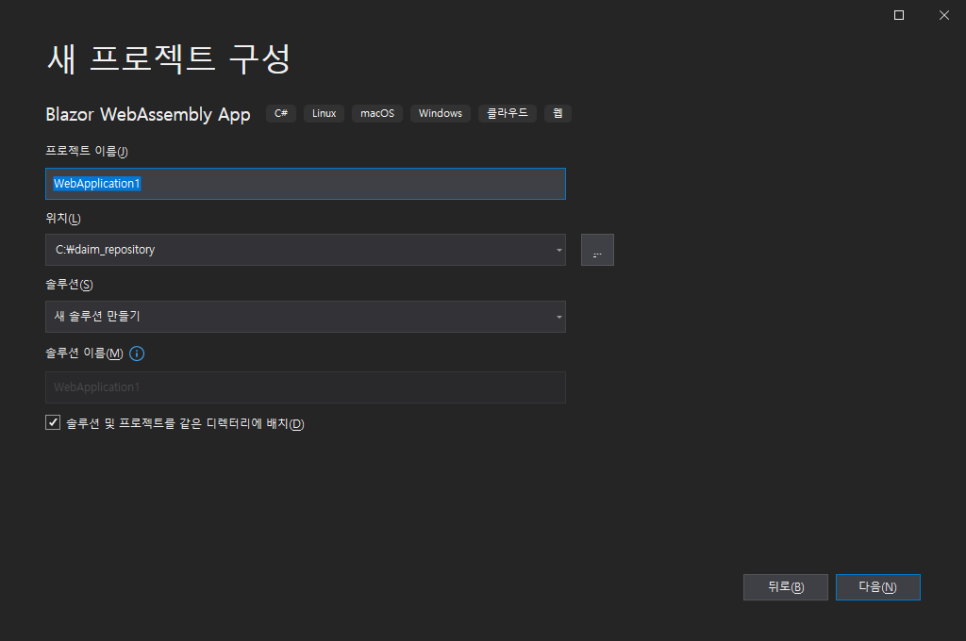 새 프로젝트 구성
Blazor WebAssembly App C# Linux macOS Windows 클라우드 웹
프로젝트 이름(J)
WebApplication1
위치(L)
C:₩daim_repository ...
솔루션(S)
새 솔루션 만들기
솔루션 이름(M)
WebApplication1
솔루션 및 프로젝트를 같은 디렉터리에 배치(D)
뒤로(B) 다음(N)